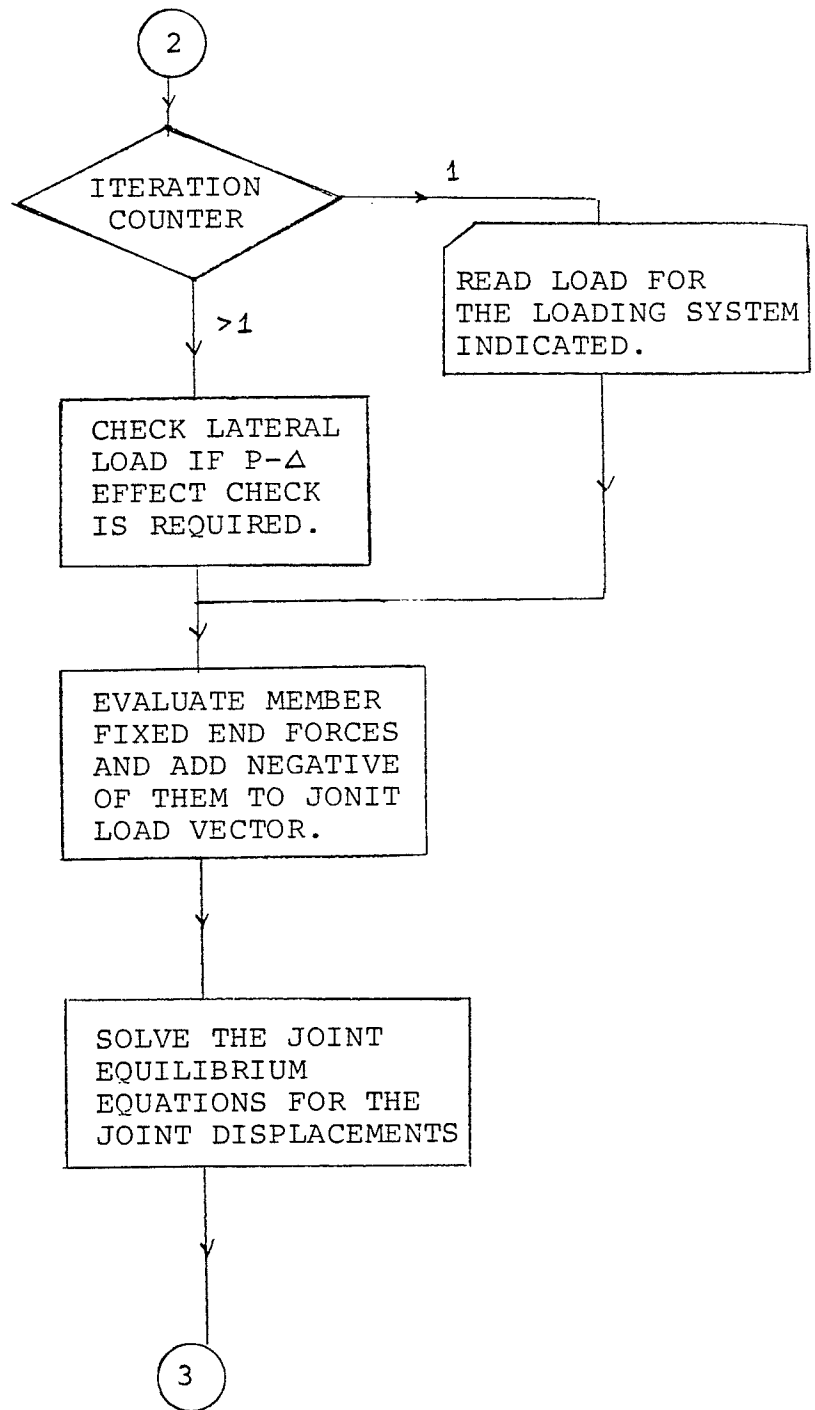 2
ITERATION
COUNTER
1
READ LOAD FOR
THE LOADING SYSTEM
INDICATED.
>1
CHECK LATERAL
LOAD IF P-Δ
EFFECT CHECK
IS REQUIRED.
EVALUATE MEMBER
FIXED END FORCES
AND ADD NEGATIVE
OF THEM TO JONIT
LOAD VECTOR.
SOLVE THE JOINT
EQUILIBRIUM
EQUATIONS FOR THE
JOINT DISPLACEMENTS
3